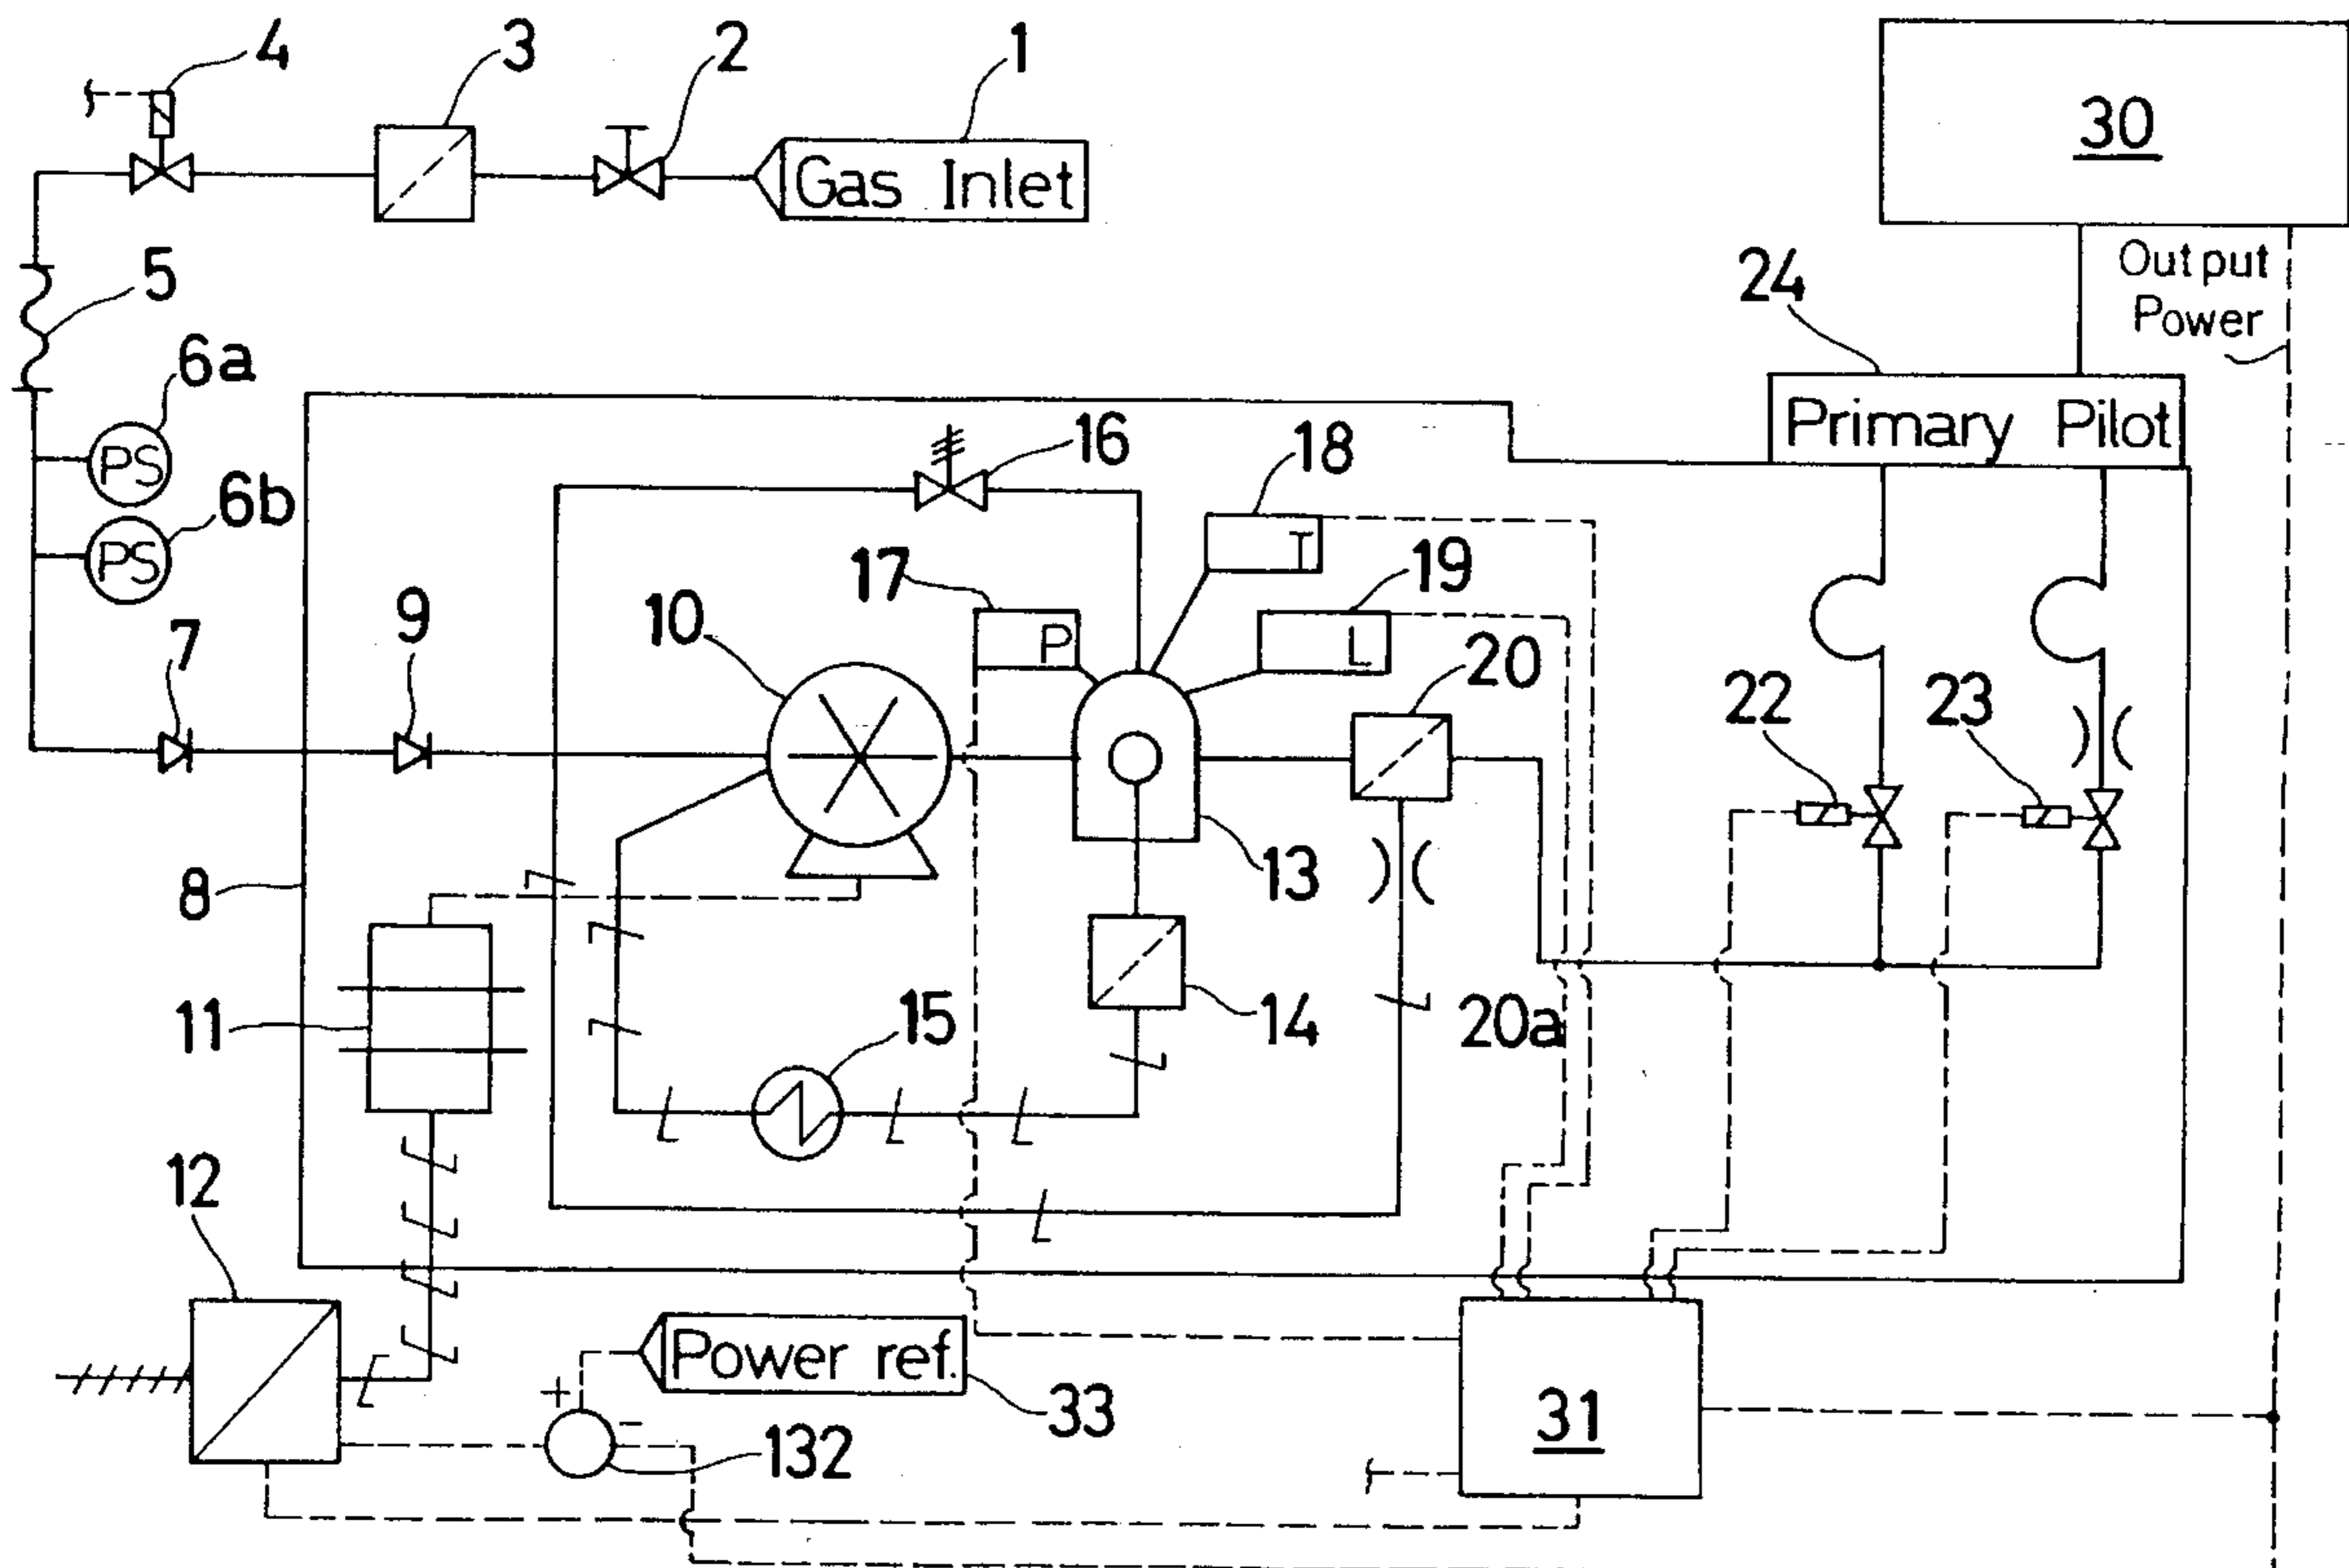 4
3
2
1
Gas Inlet
30
5
Output
Power
24
6a
PS
Primary Pilot
16
18
6b
PS
T
17
19
10
9
7
P
L
20
22
23
8
13
11
15
14
20a
12
Power ref.
33
+
-
132
31